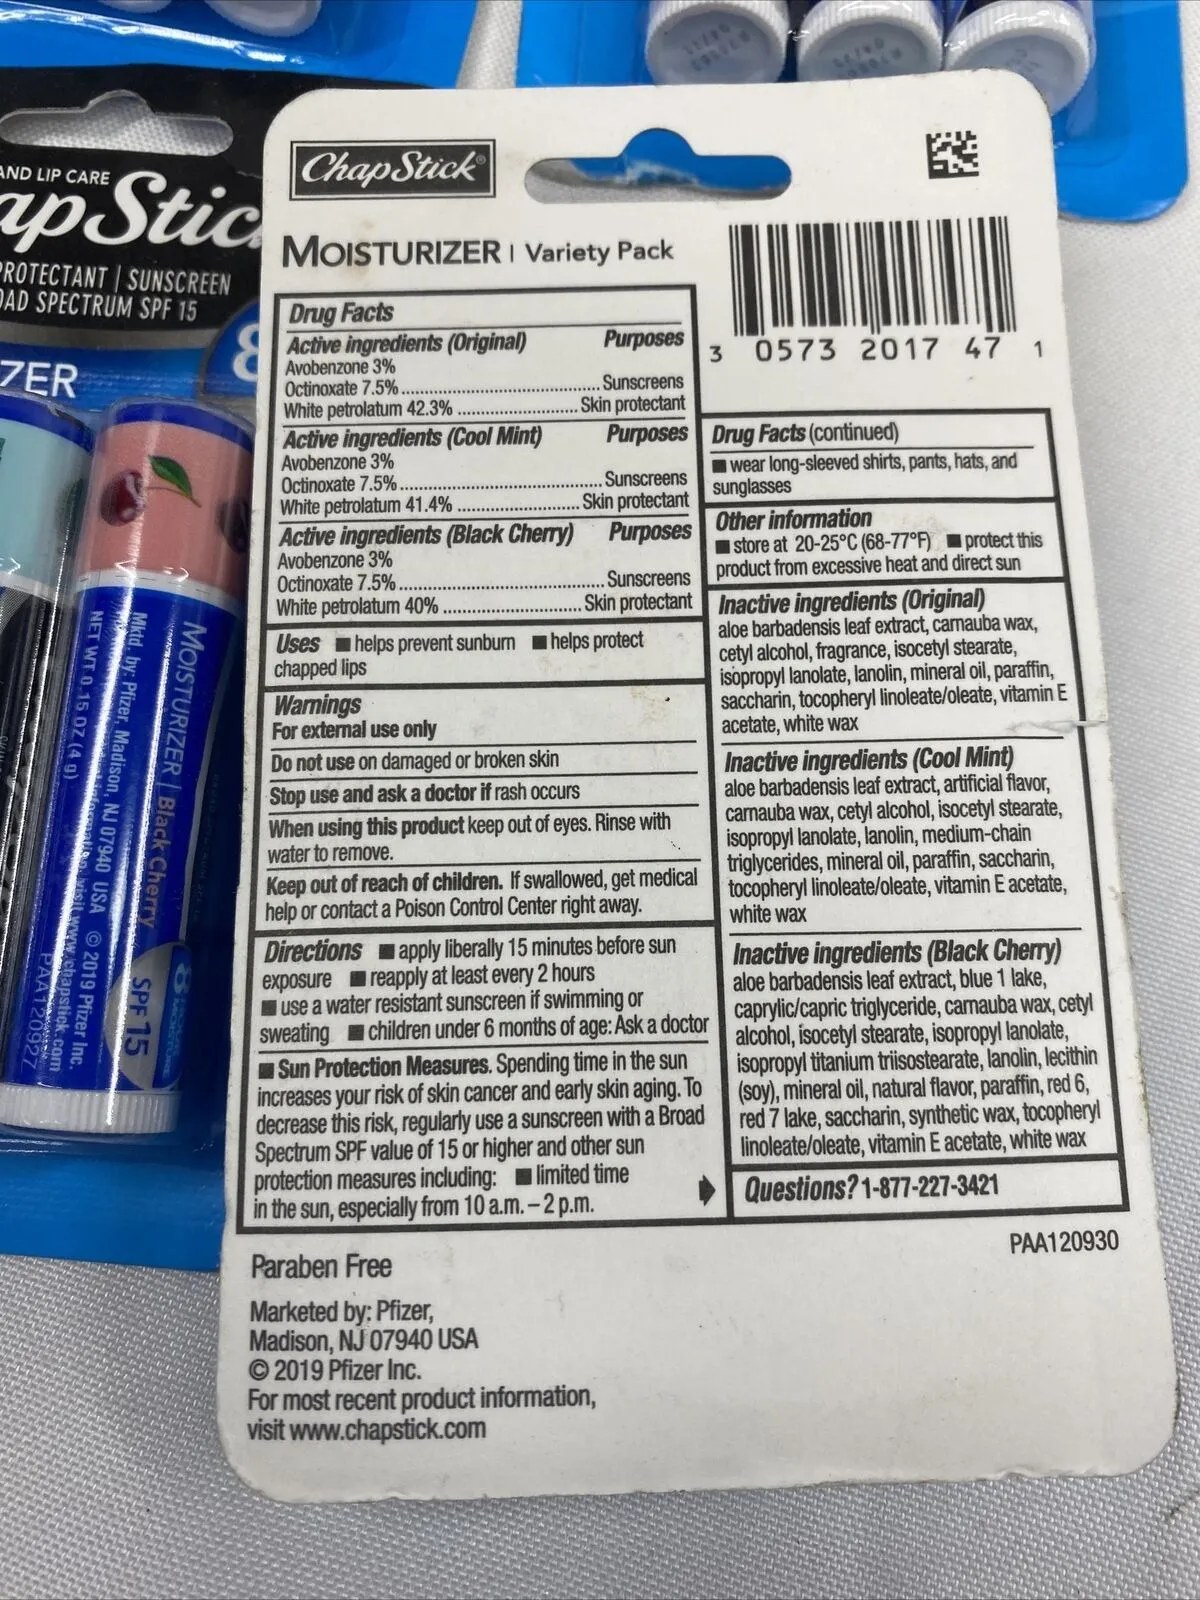 AND LIP CARE
apStic
PROTECTANT | SUNSCREEN
OAD SPECTRUM SPF 15
ZER
8
MOISTURIZER | Black Cherry
SPF 15
8
Mktd. by: Pfizer, Madison, NJ 07940 USA © 2019 Pfizer Inc.
NET WT 0.15 OZ (4 g)
visit www.chapstick.com
PAA120927
ChapStick®
MOISTURIZER | Variety Pack
3 0573 2017 47 1
Drug Facts
Active ingredients (Original) Purposes
Avobenzone 3%
Octinoxate 7.5% Sunscreens
White petrolatum 42.3% Skin protectant
Active ingredients (Cool Mint) Purposes
Avobenzone 3%
Octinoxate 7.5% Sunscreens
White petrolatum 41.4% Skin protectant
Active ingredients (Black Cherry) Purposes
Avobenzone 3%
Octinoxate 7.5% Sunscreens
White petrolatum 40% Skin protectant
Uses ■ helps prevent sunburn ■ helps protect
chapped lips
Warnings
For external use only
Do not use on damaged or broken skin
Stop use and ask a doctor if rash occurs
When using this product keep out of eyes. Rinse with
water to remove.
Keep out of reach of children. If swallowed, get medical
help or contact a Poison Control Center right away.
Directions ■ apply liberally 15 minutes before sun
exposure ■ reapply at least every 2 hours
■ use a water resistant sunscreen if swimming or
sweating ■ children under 6 months of age: Ask a doctor
■ Sun Protection Measures. Spending time in the sun
increases your risk of skin cancer and early skin aging. To
decrease this risk, regularly use a sunscreen with a Broad
Spectrum SPF value of 15 or higher and other sun
protection measures including: ■ limited time
in the sun, especially from 10 a.m. – 2 p.m.
Drug Facts (continued)
■ wear long-sleeved shirts, pants, hats, and
sunglasses
Other information
■ store at 20-25°C (68-77°F) ■ protect this
product from excessive heat and direct sun
Inactive ingredients (Original)
aloe barbadensis leaf extract, carnauba wax,
cetyl alcohol, fragrance, isocetyl stearate,
isopropyl lanolate, lanolin, mineral oil, paraffin,
saccharin, tocopheryl linoleate/oleate, vitamin E
acetate, white wax
Inactive ingredients (Cool Mint)
aloe barbadensis leaf extract, artificial flavor,
carnauba wax, cetyl alcohol, isocetyl stearate,
isopropyl lanolate, lanolin, medium-chain
triglycerides, mineral oil, paraffin, saccharin,
tocopheryl linoleate/oleate, vitamin E acetate,
white wax
Inactive ingredients (Black Cherry)
aloe barbadensis leaf extract, blue 1 lake,
caprylic/capric triglyceride, carnauba wax, cetyl
alcohol, isocetyl stearate, isopropyl lanolate,
isopropyl titanium triisostearate, lanolin, lecithin
(soy), mineral oil, natural flavor, paraffin, red 6,
red 7 lake, saccharin, synthetic wax, tocopheryl
linoleate/oleate, vitamin E acetate, white wax
Questions? 1-877-227-3421
PAA120930
Paraben Free
Marketed by: Pfizer,
Madison, NJ 07940 USA
© 2019 Pfizer Inc.
For most recent product information,
visit www.chapstick.com